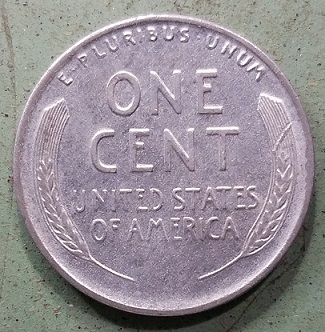 E·PLURIBUS·UNUM
ONE
CENT
UNITED STATES
OF AMERICA